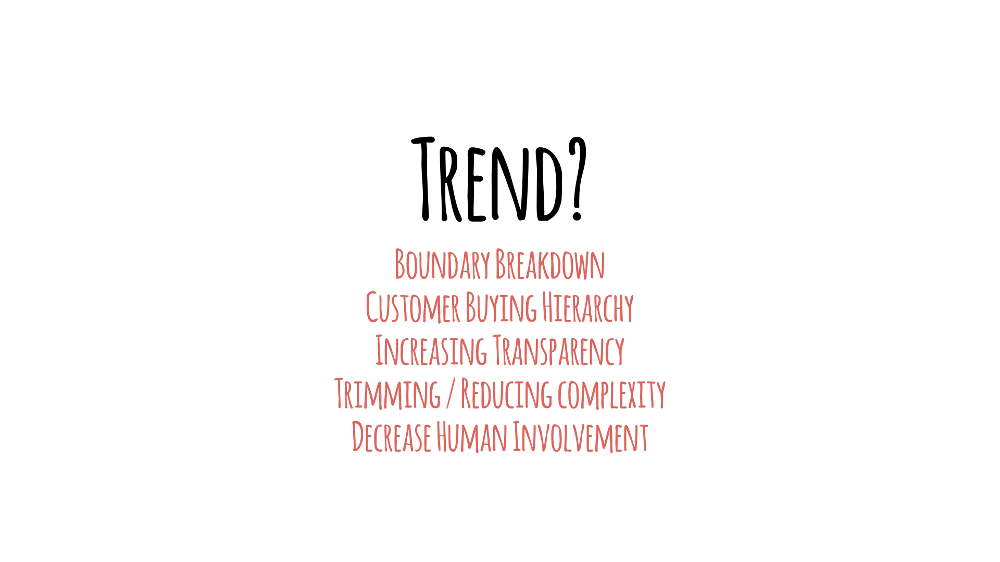 Trend?
Boundary Breakdown
Customer Buying Hierarchy
Increasing Transparency
Trimming / Reducing complexity
Decrease Human Involvement